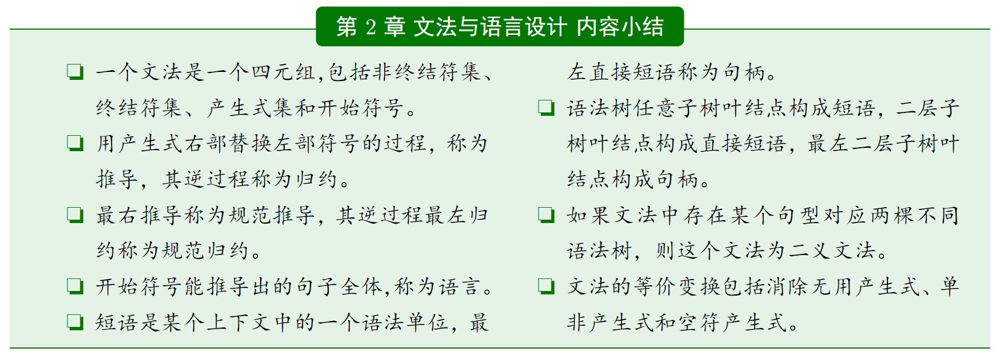 第 2 章 文法与语言设计 内容小结
一个文法是一个四元组,包括非终结符集、
终结符集、产生式集和开始符号。
用产生式右部替换左部符号的过程，称为
推导，其逆过程称为归约。
最右推导称为规范推导，其逆过程最左归
约称为规范归约。
开始符号能推导出的句子全体,称为语言。
短语是某个上下文中的一个语法单位，最
左直接短语称为句柄。
语法树任意子树叶结点构成短语，二层子
树叶结点构成直接短语，最左二层子树叶
结点构成句柄。
如果文法中存在某个句型对应两棵不同
语法树，则这个文法为二义文法。
文法的等价变换包括消除无用产生式、单
非产生式和空符产生式。